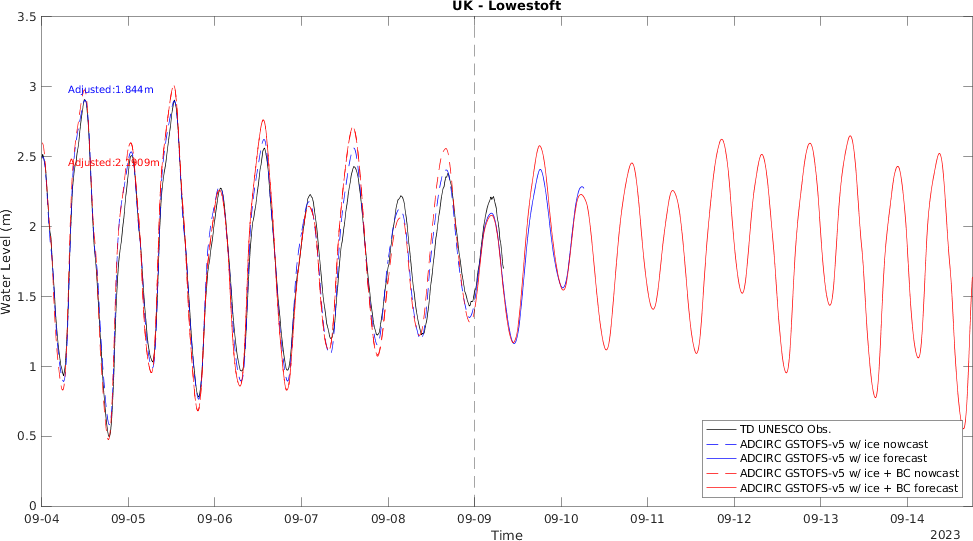 UK - Lowestoft
3.5
3
2.5
2
1.5
1
0.5
0
Water Level (m)
Adjusted:1.844m
Adjusted:2.1909m
TD UNESCO Obs.
ADCIRC GSTOFS-v5 w/ ice nowcast
ADCIRC GSTOFS-v5 w/ ice forecast
ADCIRC GSTOFS-v5 w/ ice + BC nowcast
ADCIRC GSTOFS-v5 w/ ice + BC forecast
09-04 09-05 09-06 09-07 09-08 09-09 09-10 09-11 09-12 09-13 09-14
Time
2023